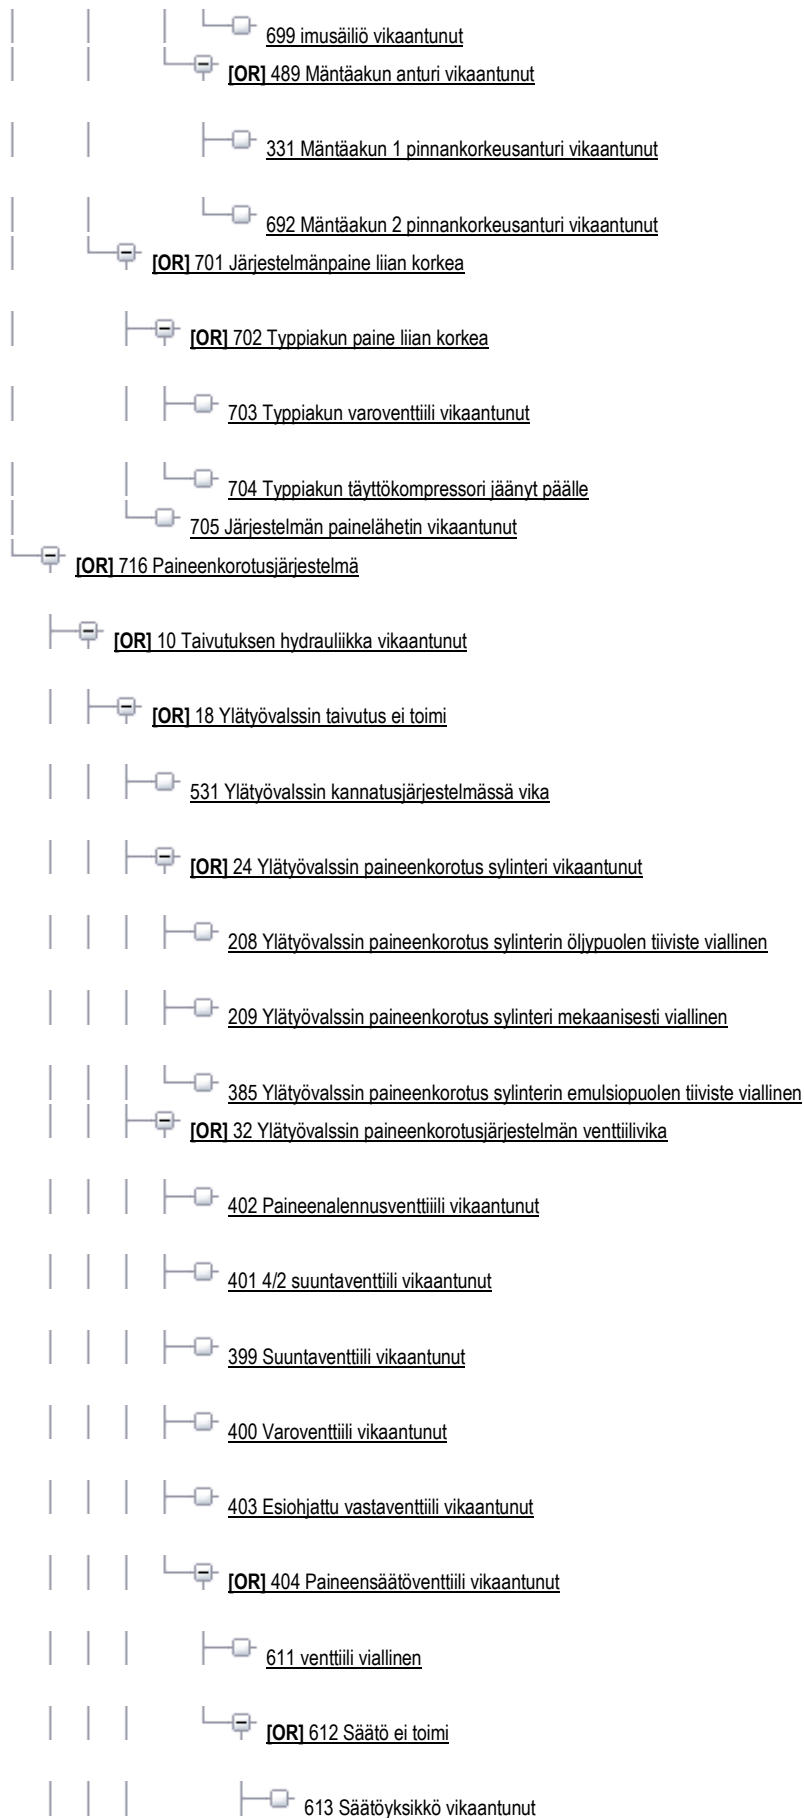 699 imusäiliö vikaantunut
[OR] 489 Mäntäakun anturi vikaantunut
331 Mäntäakun 1 pinnankorkeusanturi vikaantunut
692 Mäntäakun 2 pinnankorkeusanturi vikaantunut
[OR] 701 Järjestelmänpaine liian korkea
[OR] 702 Typpiakun paine liian korkea
703 Typpiakun varoventtiili vikaantunut
704 Typpiakun täyttökompressori jäänyt päälle
705 Järjestelmän painelähetin vikaantunut
[OR] 716 Paineenkorotusjärjestelmä
[OR] 10 Taivutuksen hydrauliikka vikaantunut
[OR] 18 Ylätyövalssin taivutus ei toimi
531 Ylätyövalssin kannatusjärjestelmässä vika
[OR] 24 Ylätyövalssin paineenkorotus sylinteri vikaantunut
208 Ylätyövalssin paineenkorotus sylinterin öljypuolen tiiviste viallinen
209 Ylätyövalssin paineenkorotus sylinteri mekaanisesti viallinen
385 Ylätyövalssin paineenkorotus sylinterin emulsiopuolen tiiviste viallinen
[OR] 32 Ylätyövalssin paineenkorotusjärjestelmän venttiilivika
402 Paineenalennusventtiiili vikaantunut
401 4/2 suuntaventtiili vikaantunut
399 Suuntaventtiili vikaantunut
400 Varoventtiili vikaantunut
403 Esiohjattu vastaventtiili vikaantunut
[OR] 404 Paineensäätöventtiili vikaantunut
611 venttiili viallinen
[OR] 612 Säätö ei toimi
613 Säätöyksikkö vikaantunut